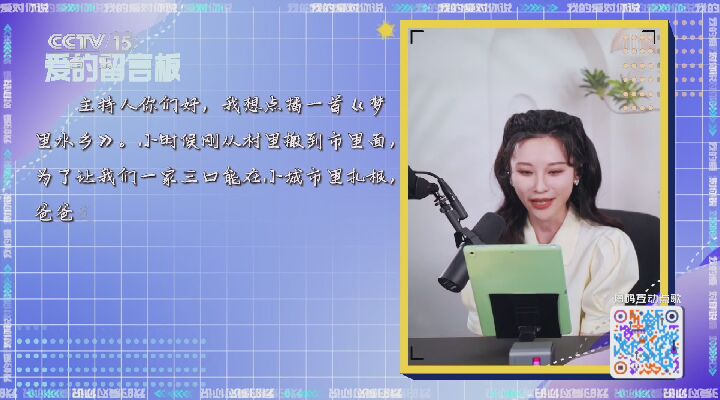 CCTV 15
爱的留言板
主持人你们好，我想点播一首《梦
里水乡》。小时候刚从村里搬到市里面，
为了让我们一家三口能在小城市里扎根，
爸爸
扫码互动点歌